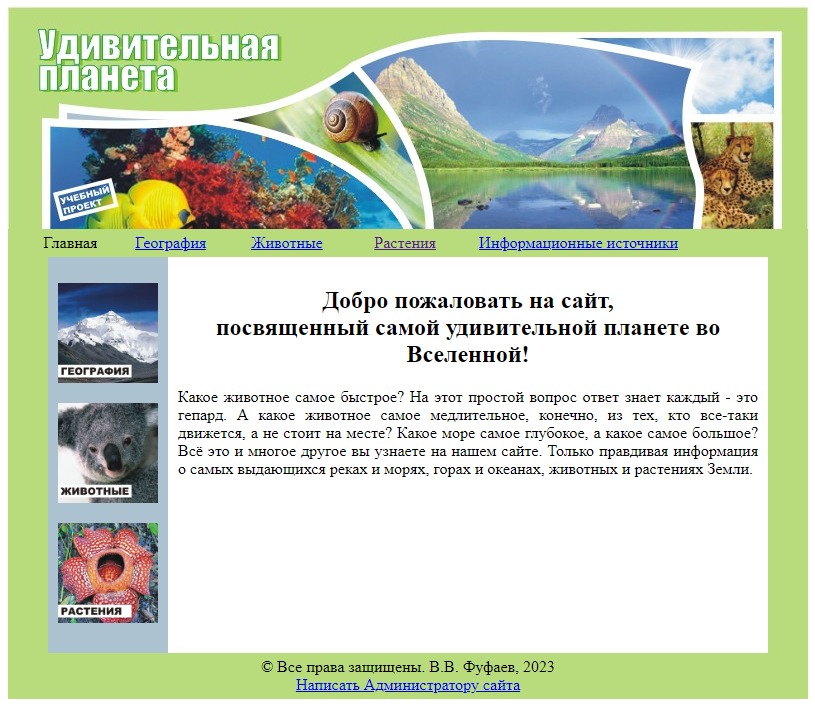 Удивительная
планета
УЧЕБНЫЙ
ПРОЕКТ
Главная География Животные Растения Информационные источники
ГЕОГРАФИЯ
ЖИВОТНЫЕ
РАСТЕНИЯ
Добро пожаловать на сайт,
посвященный самой удивительной планете во
Вселенной!
Какое животное самое быстрое? На этот простой вопрос ответ знает каждый - это
гепард. А какое животное самое медлительное, конечно, из тех, кто все-таки
движется, а не стоит на месте? Какое море самое глубокое, а какое самое большое?
Всё это и многое другое вы узнаете на нашем сайте. Только правдивая информация
о самых выдающихся реках и морях, горах и океанах, животных и растениях Земли.
© Все права защищены. В.В. Фуфаев, 2023
Написать Администратору сайта